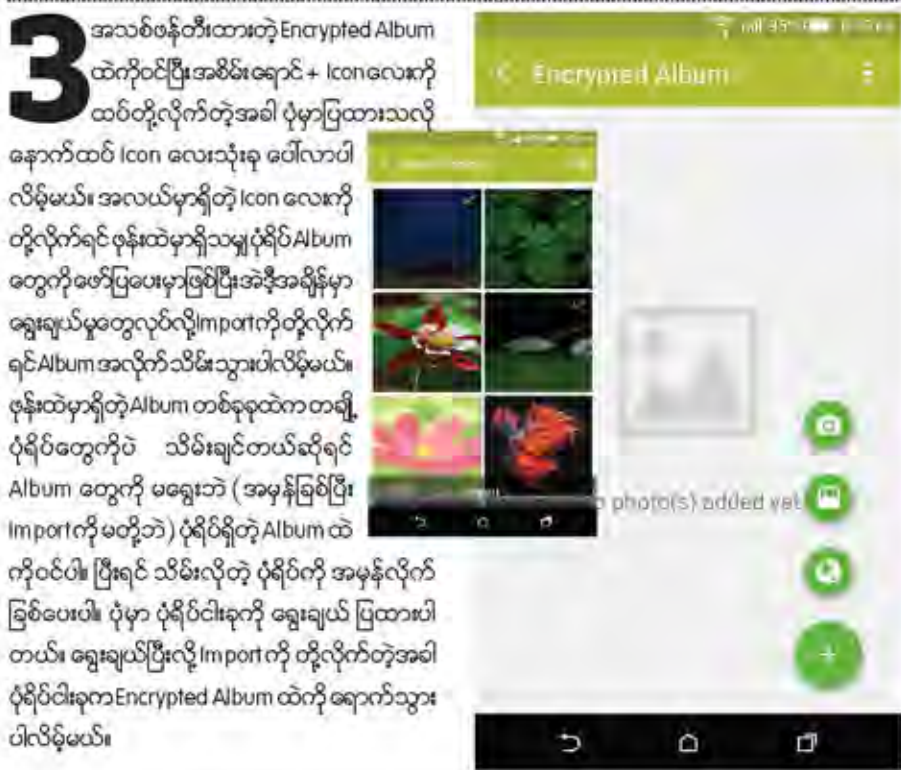 3
အသစ်ဖန်တီးထားတဲ့ Encrypted Album
ထဲကိုဝင်ပြီး အစိမ်းရောင် + Icon လေးကို
ထပ်တို့လိုက်တဲ့အခါ ပုံမှာပြထားသလို
နောက်ထပ် Icon လေးသုံးခု ပေါ်လာပါ
လိမ့်မယ်။ အလယ်မှာရှိတဲ့ Icon လေးကို
တို့လိုက်ရင် ဖုန်းထဲမှာရှိသမျှပုံရိပ် Album
တွေကိုဖော်ပြပေးမှာဖြစ်ပြီး အဲဒီအချိန်မှာ
ရွေးချယ်မှုတွေလုပ်လို့ Import ကိုတို့လိုက်
ရင် Album အလိုက်သိမ်းသွားပါလိမ့်မယ်။
ဖုန်းထဲမှာရှိတဲ့ Album တစ်ခုခုထဲက တချို့
ပုံရိပ်တွေကိုပဲ သိမ်းချင်တယ်ဆိုရင်
Album တွေကို မရွေးဘဲ (အမှန်ခြစ်ပြီး
Import ကို မတို့ဘဲ) ပုံရိပ်ရှိတဲ့ Album ထဲ
ကိုဝင်ပါ။ ပြီးရင် သိမ်းလိုတဲ့ ပုံရိပ်ကို အမှန်လိုက်
ခြစ်ပေးပါ။ ပုံမှာ ပုံရိပ်ငါးခုကို ရွေးချယ် ပြထားပါ
တယ်။ ရွေးချယ်ပြီးလို့ Import ကို တို့လိုက်တဲ့အခါ
ပုံရိပ်ငါးခုက Encrypted Album ထဲကို ရောက်သွား
ပါလိမ့်မယ်။
Encrypted Album
photo(s) added yet